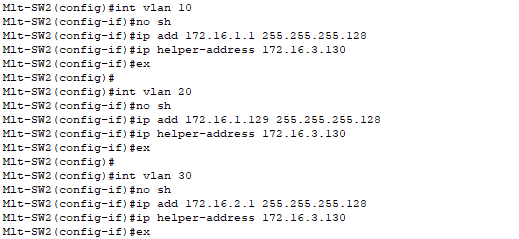 Mlt-SW2(config)#int vlan 10
Mlt-SW2(config-if)#no sh
Mlt-SW2(config-if)#ip add 172.16.1.1 255.255.255.128
Mlt-SW2(config-if)#ip helper-address 172.16.3.130
Mlt-SW2(config-if)#ex
Mlt-SW2(config)#
Mlt-SW2(config)#int vlan 20
Mlt-SW2(config-if)#no sh
Mlt-SW2(config-if)#ip add 172.16.1.129 255.255.255.128
Mlt-SW2(config-if)#ip helper-address 172.16.3.130
Mlt-SW2(config-if)#ex
Mlt-SW2(config)#
Mlt-SW2(config)#int vlan 30
Mlt-SW2(config-if)#no sh
Mlt-SW2(config-if)#ip add 172.16.2.1 255.255.255.128
Mlt-SW2(config-if)#ip helper-address 172.16.3.130
Mlt-SW2(config-if)#ex